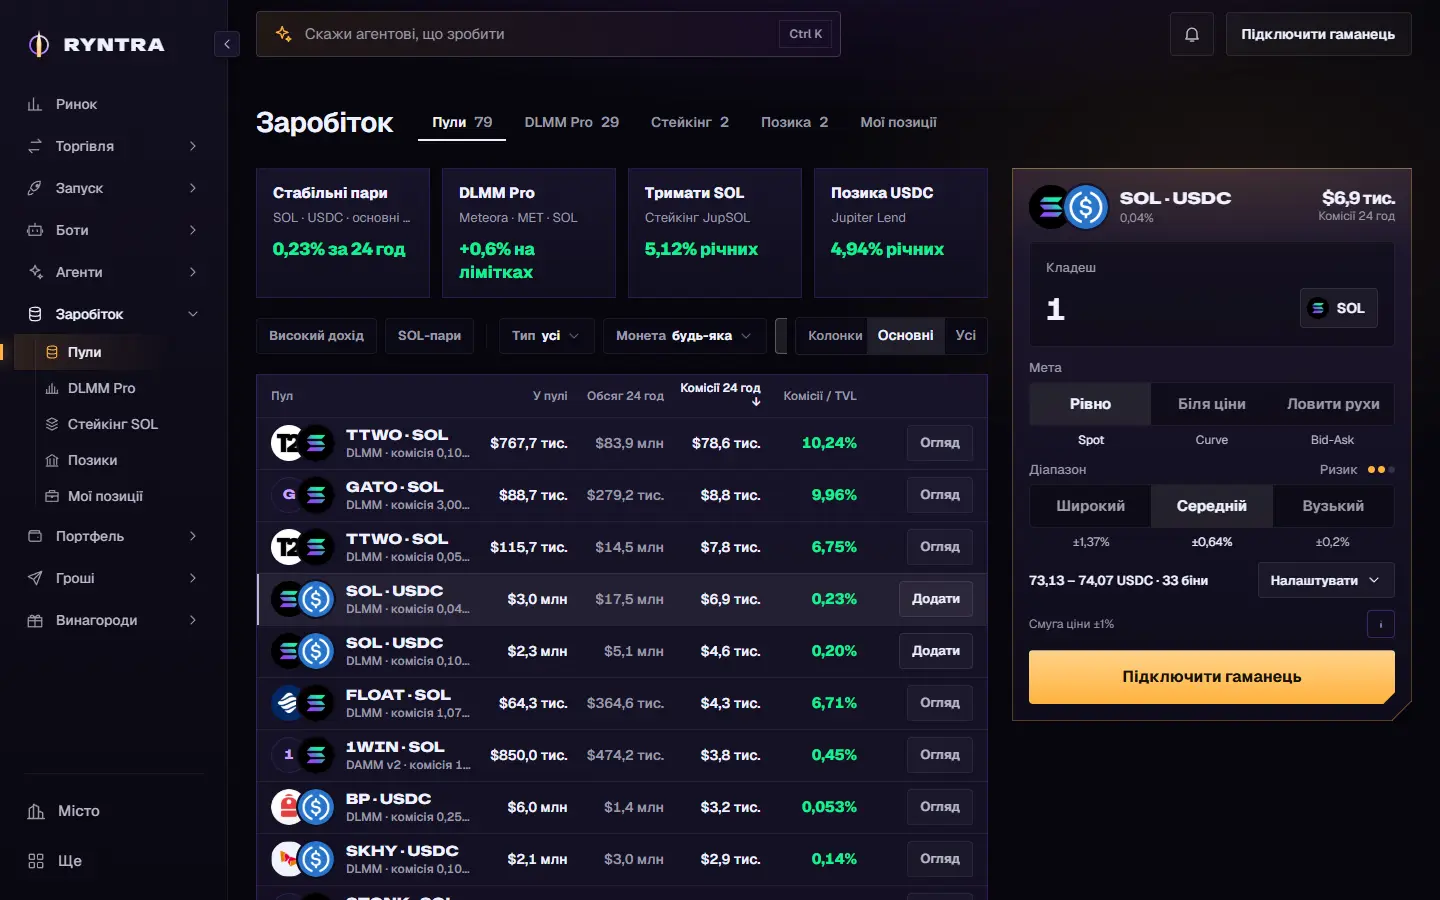 RYNTRA
Скажи агентові, що зробити
Ctrl K
Підключити гаманець
Ринок
Торгівля
Запуск
Боти
Агенти
Заробіток
Пули
DLMM Pro
Стейкінг SOL
Позики
Мої позиції
Портфель
Гроші
Винагороди
Місто
Ще
Заробіток
Пули 79
DLMM Pro 29
Стейкінг 2
Позика 2
Мої позиції
Стабільні пари
SOL · USDC · основні ...
0,23% за 24 год
DLMM Pro
Meteora · MET · SOL
+0,6% на
лімітках
Тримати SOL
Стейкінг JupSOL
5,12% річних
Позика USDC
Jupiter Lend
4,94% річних
Високий дохід
SOL-пари
Тип усі
Монета будь-яка
Колонки
Основні
Усі
Пул
У пулі
Обсяг 24 год
Комісії 24 год ↓
Комісії / TVL
TTWO · SOL
DLMM · комісія 0,10...
$767,7 тис.
$83,9 млн
$78,6 тис.
10,24%
Огляд
G
GATO · SOL
DLMM · комісія 3,00...
$88,7 тис.
$279,2 тис.
$8,8 тис.
9,96%
Огляд
TTWO · SOL
DLMM · комісія 0,05...
$115,7 тис.
$14,5 млн
$7,8 тис.
6,75%
Огляд
SOL · USDC
DLMM · комісія 0,04...
$3,0 млн
$17,5 млн
$6,9 тис.
0,23%
Додати
SOL · USDC
DLMM · комісія 0,10...
$2,3 млн
$5,1 млн
$4,6 тис.
0,20%
Додати
FLOAT · SOL
DLMM · комісія 1,07...
$64,3 тис.
$364,6 тис.
$4,3 тис.
6,71%
Огляд
1
1WIN · SOL
DAMM v2 · комісія 1...
$850,0 тис.
$474,2 тис.
$3,8 тис.
0,45%
Огляд
BP · USDC
DLMM · комісія 0,25...
$6,0 млн
$1,4 млн
$3,2 тис.
0,053%
Огляд
SKHY · USDC
DLMM · комісія 0,10...
$2,1 млн
$3,0 млн
$2,9 тис.
0,14%
Огляд
SOL · USDC
0,04%
$6,9 тис.
Комісії 24 год
Кладеш
1
SOL
Мета
Рівно
Біля ціни
Ловити рухи
Spot
Curve
Bid-Ask
Діапазон
Ризик
Широкий
Середній
Вузький
±1,37%
±0,64%
±0,2%
73,13 – 74,07 USDC · 33 біни
Налаштувати
Смуга ціни ±1%
i
Підключити гаманець